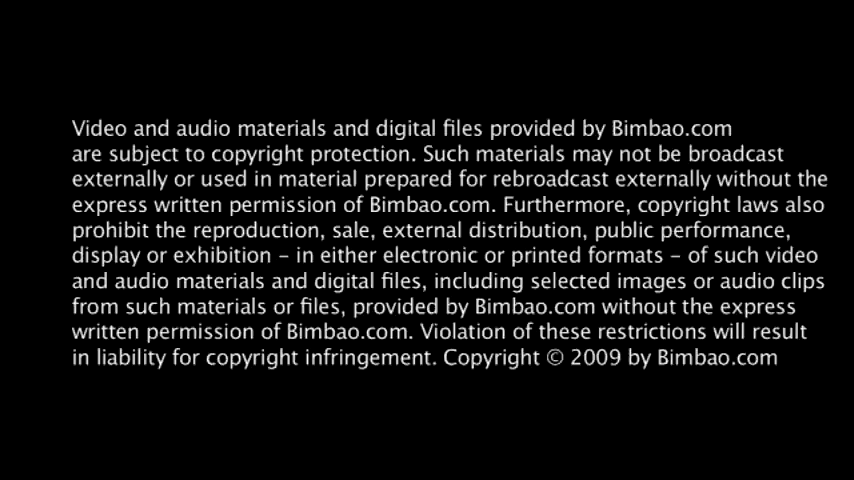 Video and audio materials and digital files provided by Bimbao.com
are subject to copyright protection. Such materials may not be broadcast
externally or used in material prepared for rebroadcast externally without the
express written permission of Bimbao.com. Furthermore, copyright laws also
prohibit the reproduction, sale, external distribution, public performance,
display or exhibition – in either electronic or printed formats – of such video
and audio materials and digital files, including selected images or audio clips
from such materials or files, provided by Bimbao.com without the express
written permission of Bimbao.com. Violation of these restrictions will result
in liability for copyright infringement. Copyright © 2009 by Bimbao.com